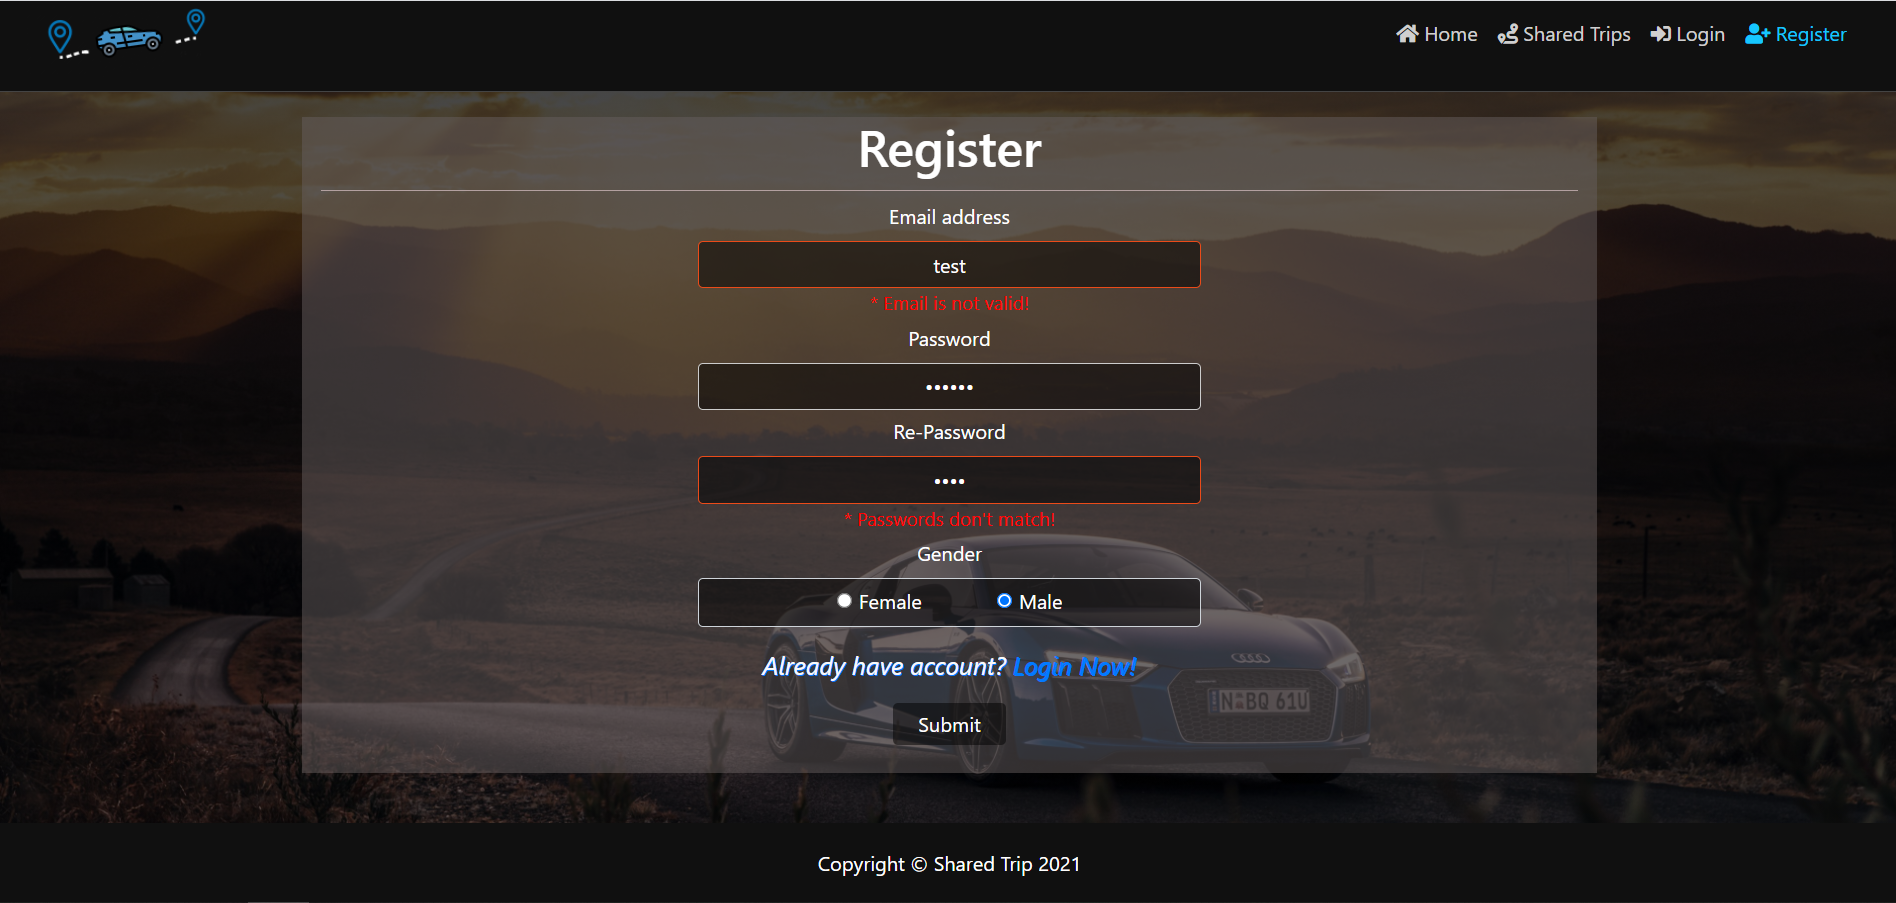 Home Shared Trips Login Register
Register
Email address
test
* Email is not valid!
Password
••••••
Re-Password
••••
* Passwords don't match!
Gender
Female Male
Already have account? Login Now!
N BQ 61U
Submit
Copyright © Shared Trip 2021